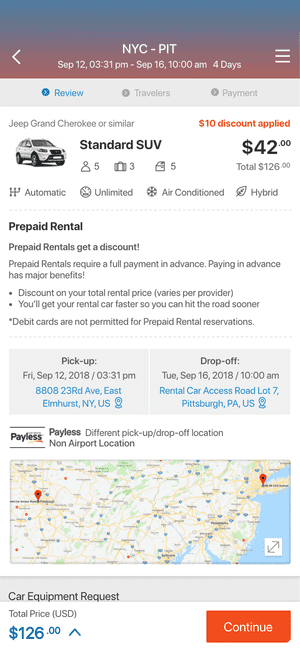 NYC - PIT
Sep 12, 03:31 pm - Sep 16, 10:00 am 4 Days
Review
Travelers
Payment
Jeep Grand Cherokee or similar
$10 discount applied
Standard SUV
$42.00
5
3
5
Total $126.00
Automatic
Unlimited
Air Conditioned
Hybrid
Prepaid Rental
Prepaid Rentals get a discount!
Prepaid Rentals require a full payment in advance. Paying in advance
has major benefits!
• Discount on your total rental price (varies per provider)
• You'll get your rental car faster so you can hit the road sooner
*Debit cards are not permitted for Prepaid Rental reservations.
Pick-up:
Fri, Sep 12, 2018 / 03:31 pm
8808 23Rd Ave, East
Elmhurst, NY, US
Drop-off:
Tue, Sep 16, 2018 / 10:00 am
Rental Car Access Road Lot 7,
Pittsburgh, PA, US
Payless
Payless Different pick-up/drop-off location
Non Airport Location
Car Equipment Request
Total Price (USD)
$126.00
Continue